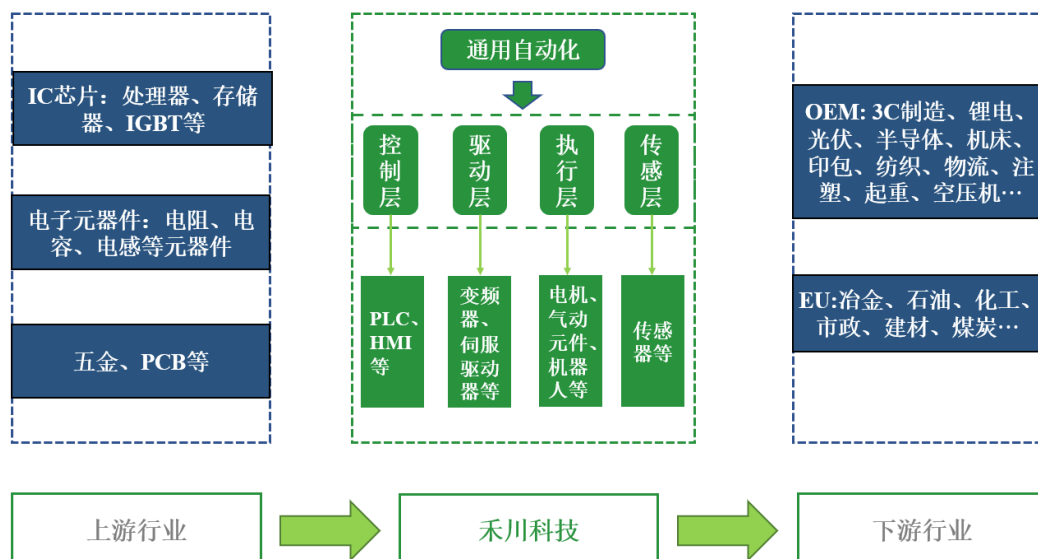 IC芯片：处理器、存储
器、IGBT等
电子元器件：电阻、电
容、电感等元器件
五金、PCB等
上游行业
通用自动化
控制层
驱动层
执行层
传感层
PLC、
HMI
等
变频
器、
伺服
驱动
器等
电机、
气动
元件、
机器
人等
传感
器等
禾川科技
OEM: 3C制造、锂电、
光伏、半导体、机床、
印包、纺织、物流、注
塑、起重、空压机…
EU:冶金、石油、化工、
市政、建材、煤炭…
下游行业